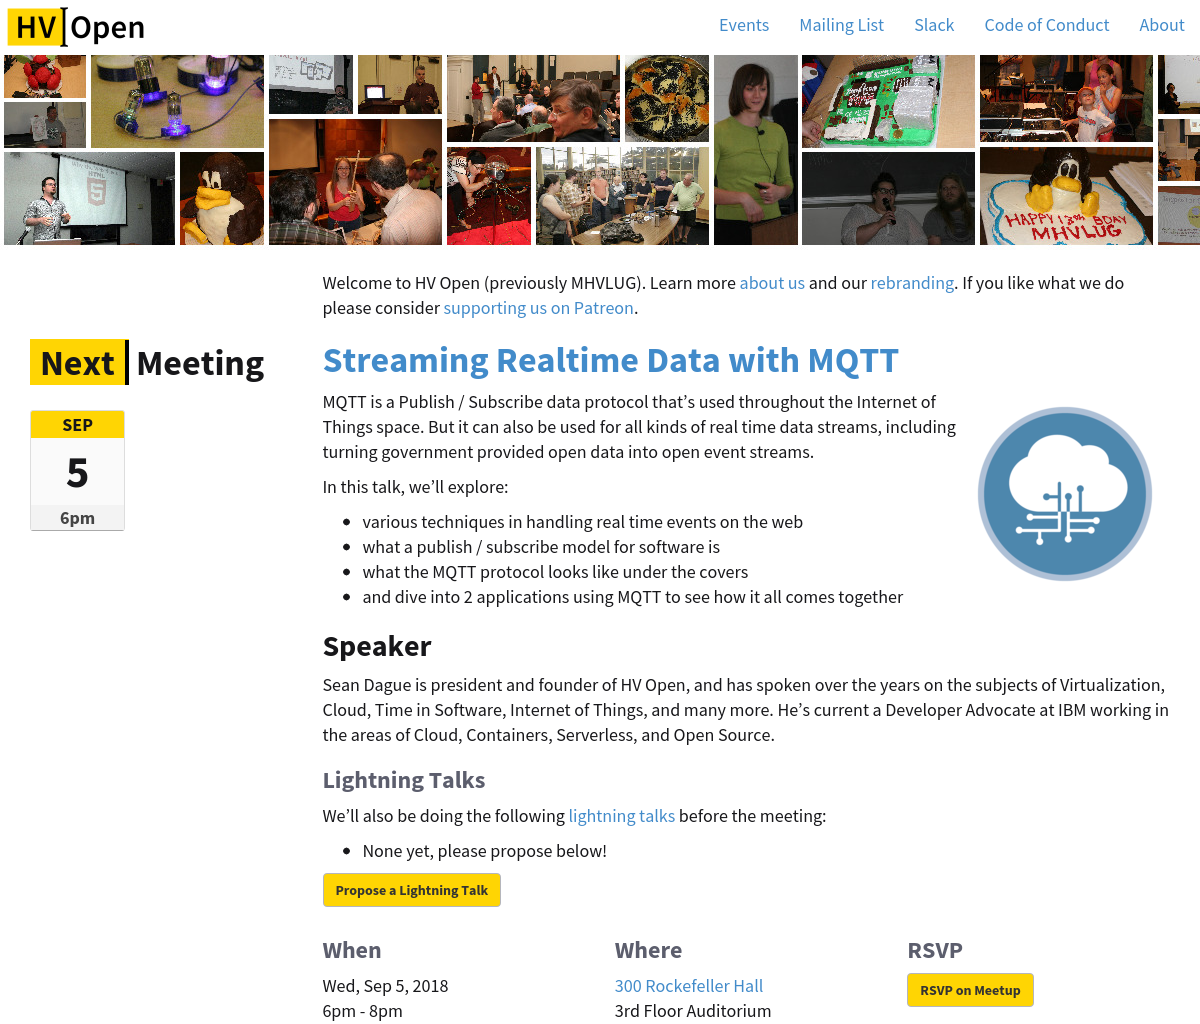 HV Open
Events Mailing List Slack Code of Conduct About
HTML
HAPPY 13th BDAY
MHVLUG
Welcome to HV Open (previously MHVLUG). Learn more about us and our rebranding. If you like what we do
please consider supporting us on Patreon.
Next Meeting
SEP
5
6pm
Streaming Realtime Data with MQTT
MQTT is a Publish / Subscribe data protocol that’s used throughout the Internet of
Things space. But it can also be used for all kinds of real time data streams, including
turning government provided open data into open event streams.
In this talk, we’ll explore:
• various techniques in handling real time events on the web
• what a publish / subscribe model for software is
• what the MQTT protocol looks like under the covers
• and dive into 2 applications using MQTT to see how it all comes together
Speaker
Sean Dague is president and founder of HV Open, and has spoken over the years on the subjects of Virtualization,
Cloud, Time in Software, Internet of Things, and many more. He’s current a Developer Advocate at IBM working in
the areas of Cloud, Containers, Serverless, and Open Source.
Lightning Talks
We’ll also be doing the following lightning talks before the meeting:
• None yet, please propose below!
Propose a Lightning Talk
When
Wed, Sep 5, 2018
6pm - 8pm
Where
300 Rockefeller Hall
3rd Floor Auditorium
RSVP
RSVP on Meetup